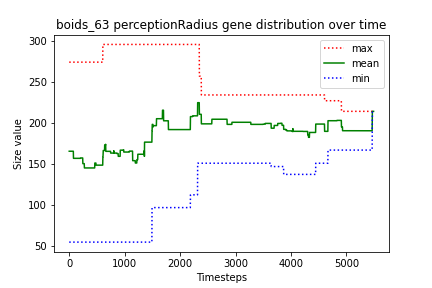 boids_63 perceptionRadius gene distribution over time
300
250
200
150
100
50
Size value
max
mean
min
0
1000
2000
3000
4000
5000
Timesteps